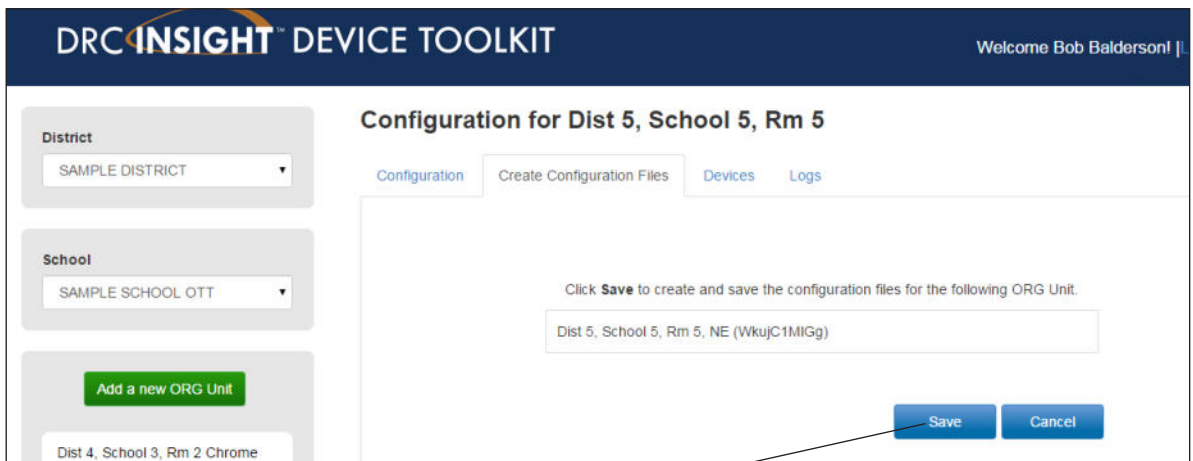 DRC INSIGHT™ DEVICE TOOLKIT
Welcome Bob Balderson! |
District
SAMPLE DISTRICT
School
SAMPLE SCHOOL OTT
Add a new ORG Unit
Dist 4, School 3, Rm 2 Chrome
Configuration for Dist 5, School 5, Rm 5
Configuration Create Configuration Files Devices Logs
Click Save to create and save the configuration files for the following ORG Unit.
Dist 5, School 5, Rm 5, NE (WkujC1MIGg)
Save Cancel